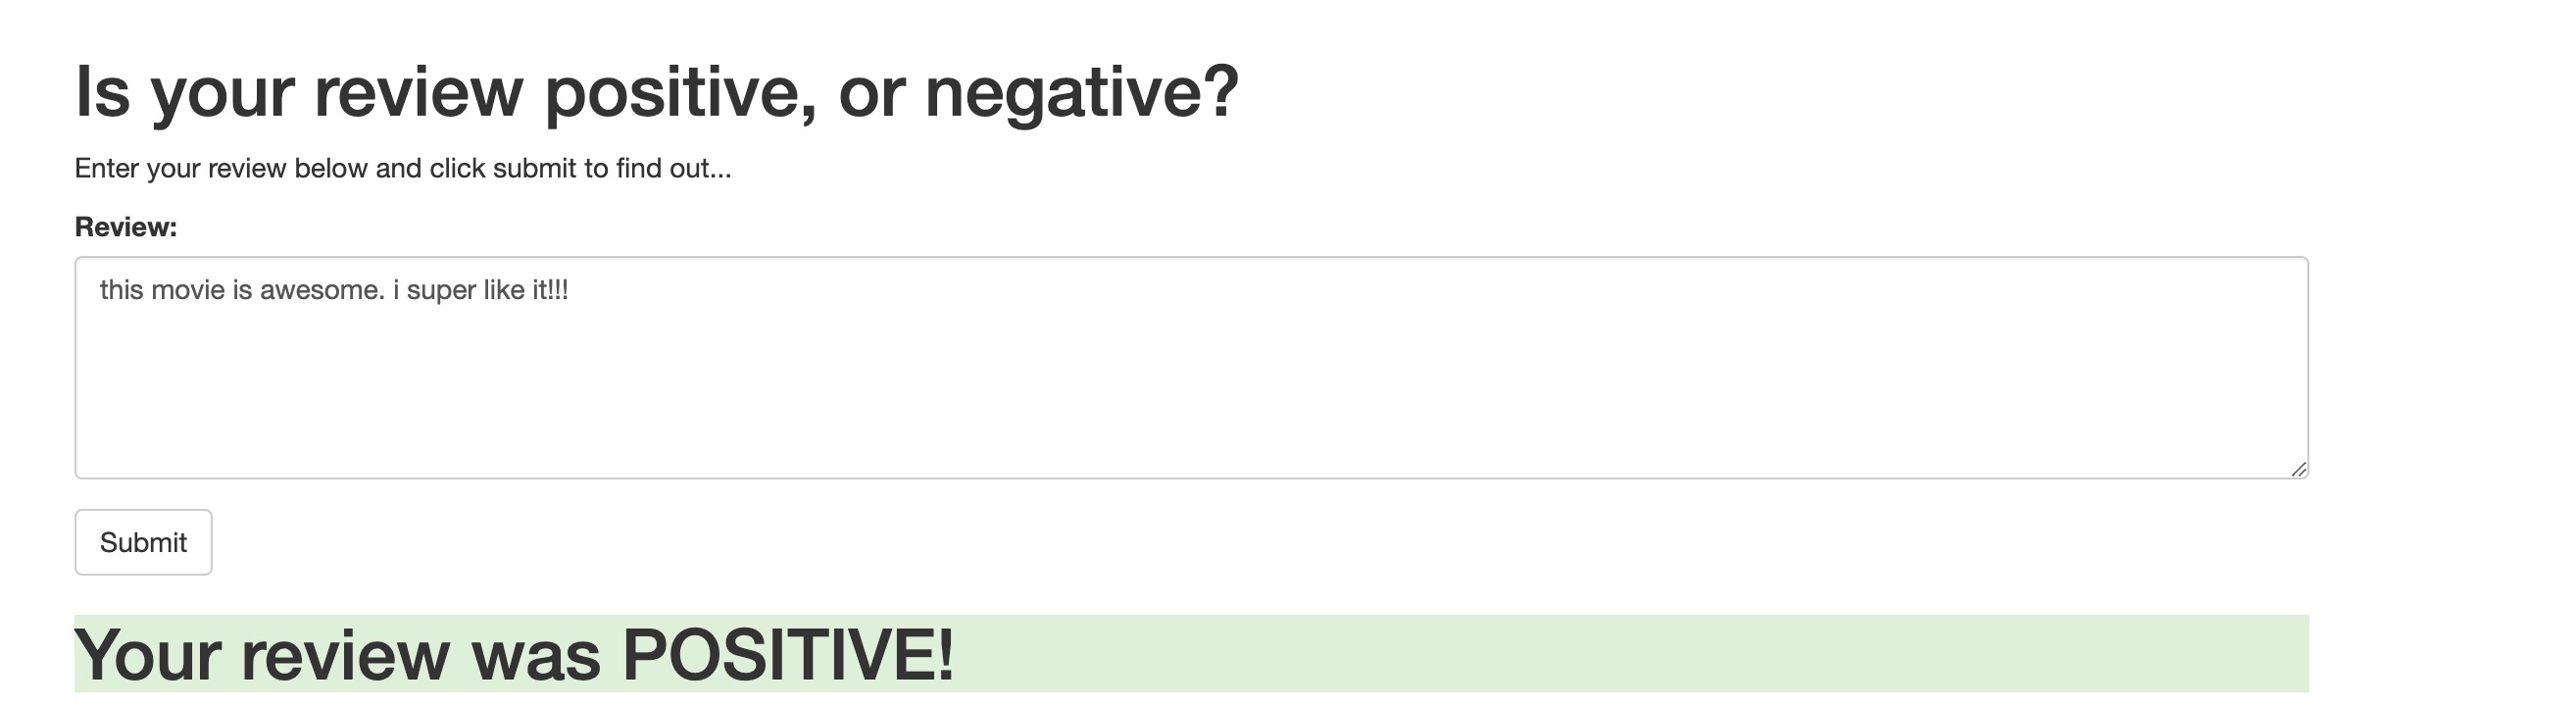 Is your review positive, or negative?
Enter your review below and click submit to find out...
Review:
this movie is awesome. i super like it!!!
Submit
Your review was POSITIVE!